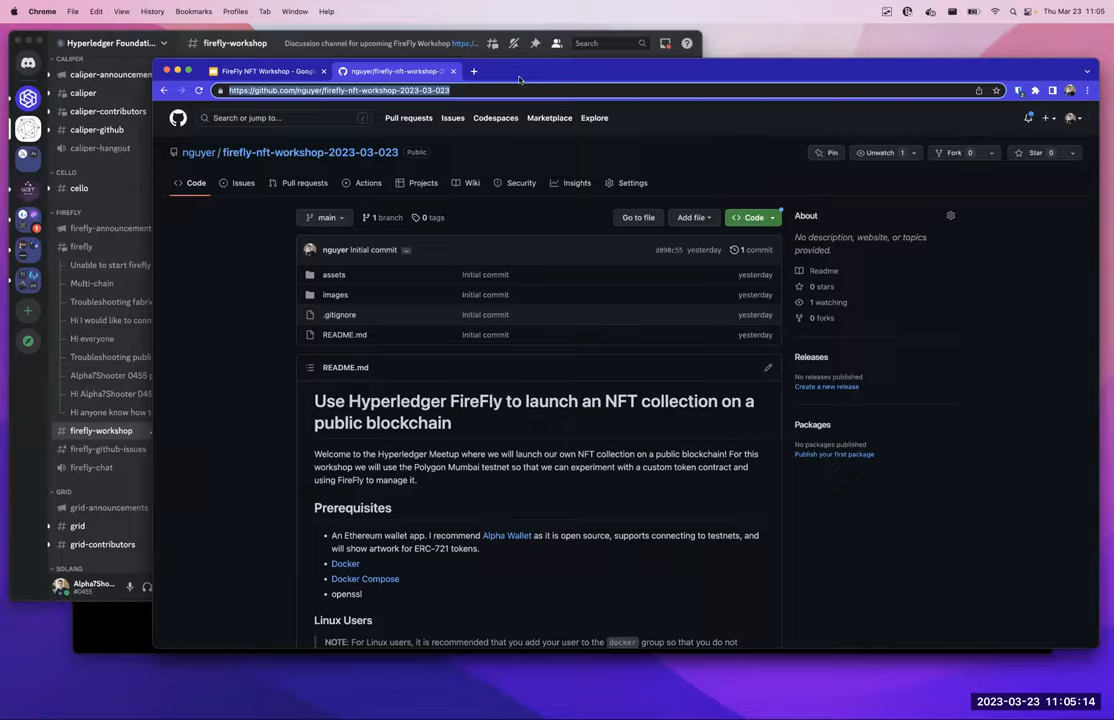 Chrome File Edit View History Bookmarks Profiles Tab Window Help Thu Mar 23 11:05
Hyperledger Foundati... firefly-workshop Discussion channel for upcoming FireFly Workshop https:/... Search
CALIPER
caliper-announcemen
caliper
caliper-contributors
caliper-github
caliper-hangout
CELLO
cello
FIREFLY
firefly-announcement
firefly
Unable to start firefly
Multi-chain
Troubleshooting fabri
Hi I would like to conn
Hi everyone
Troubleshooting publi
Alpha7Shooter 0455 p
Hi Alpha7Shooter 045
Hi anyone know how t
firefly-workshop
firefly-github-issues
firefly-chat
GRID
grid-announcements
grid
grid-contributors
SOLANG
Alpha7Sho...
#0455
FireFly NFT Workshop - Googl
nguyer/firefly-nft-workshop-2
https://github.com/nguyer/firefly-nft-workshop-2023-03-023
Search or jump to... / Pull requests Issues Codespaces Marketplace Explore
nguyer / firefly-nft-workshop-2023-03-023 Public Pin Unwatch 1 Fork 0 Star 0
Code Issues Pull requests Actions Projects Wiki Security Insights Settings
main 1 branch 0 tags Go to file Add file Code
nguyer Initial commit ... d090c55 yesterday 1 commit
assets Initial commit yesterday
images Initial commit yesterday
.gitignore Initial commit yesterday
README.md Initial commit yesterday
README.md
Use Hyperledger FireFly to launch an NFT collection on a
public blockchain
Welcome to the Hyperledger Meetup where we will launch our own NFT collection on a public blockchain! For this
workshop we will use the Polygon Mumbai testnet so that we can experiment with a custom token contract and
using FireFly to manage it.
Prerequisites
An Ethereum wallet app. I recommend Alpha Wallet as it is open source, supports connecting to testnets, and
will show artwork for ERC-721 tokens.
Docker
Docker Compose
openssl
Linux Users
NOTE: For Linux users, it is recommended that you add your user to the docker group so that you do not
About
No description, website, or topics
provided.
Readme
0 stars
1 watching
0 forks
Releases
No releases published
Create a new release
Packages
No packages published
Publish your first package
2023-03-23 11:05:14